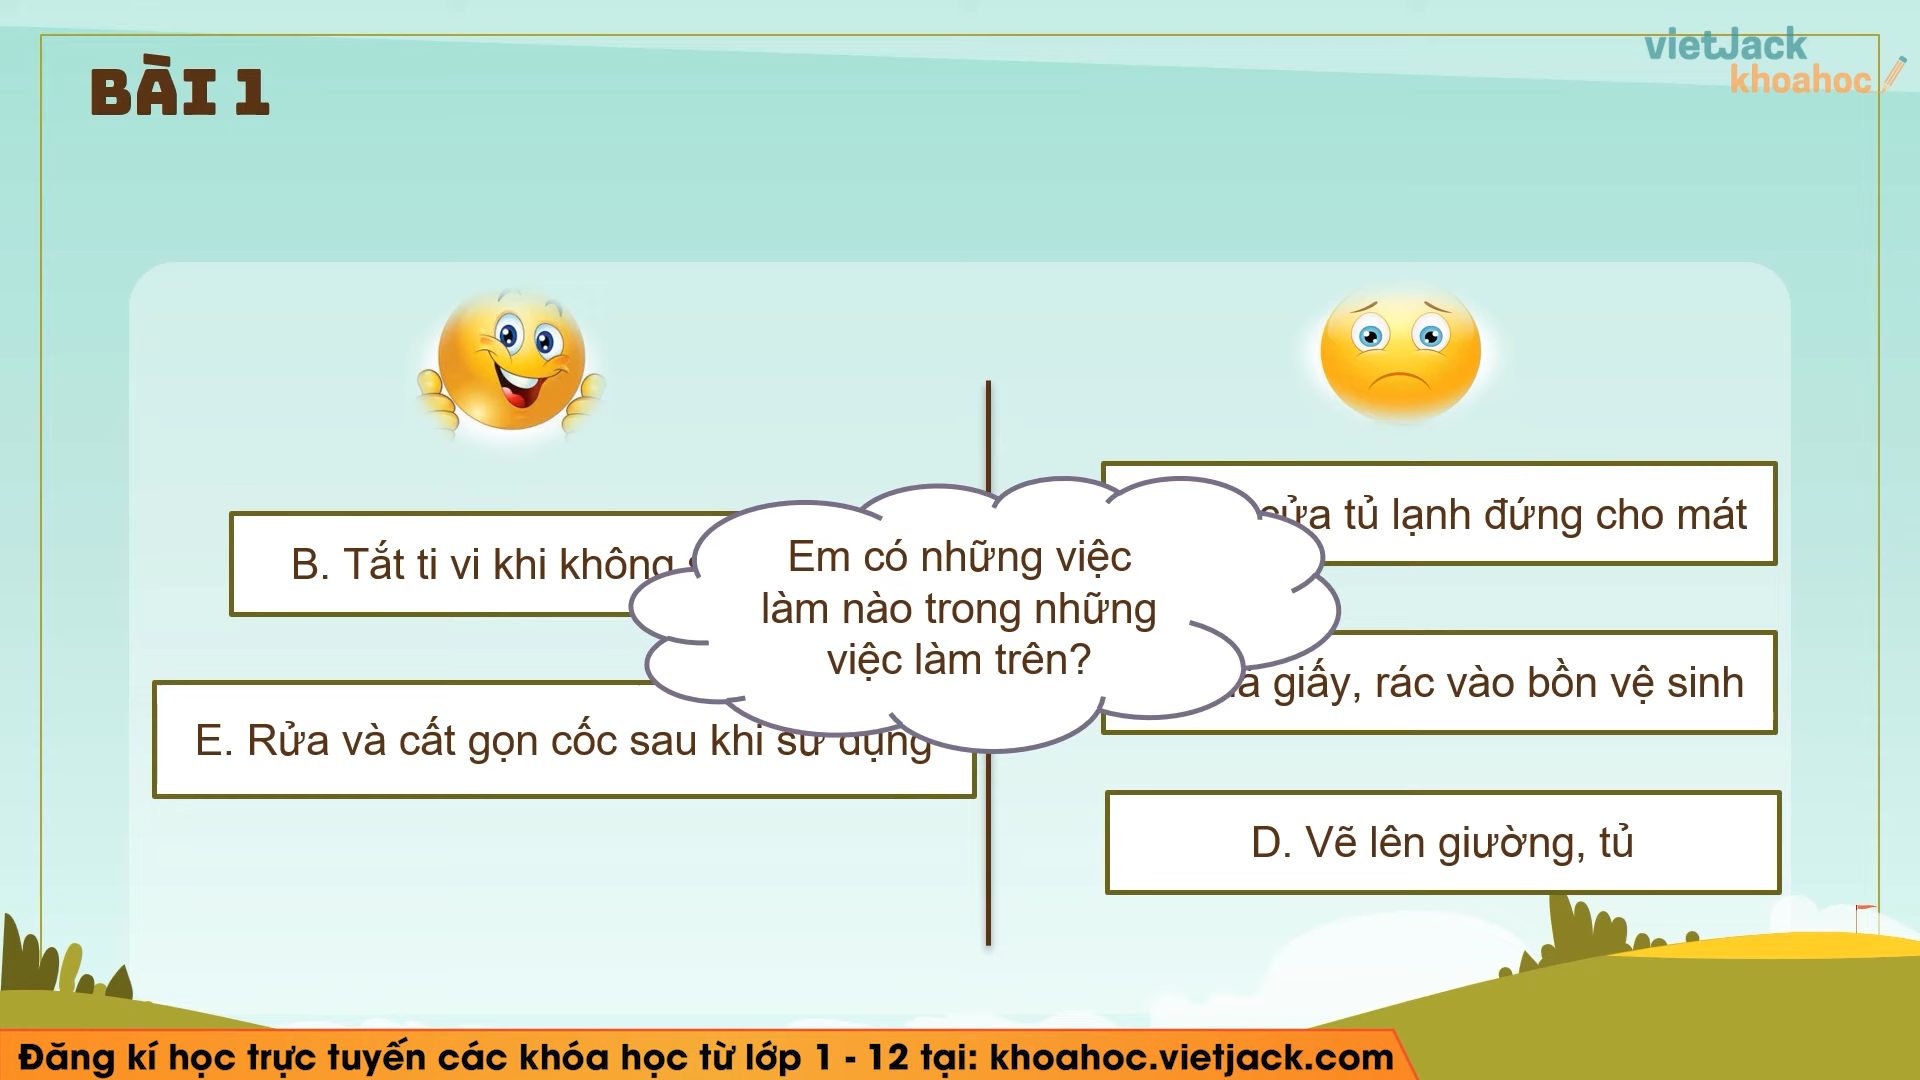 BÀI 1
vietJack
khoahoc
B. Tắt ti vi khi không
E. Rửa và cất gọn cốc sau khi sử dụng
Em có những việc
làm nào trong những
việc làm trên?
cửa tủ lạnh đứng cho mát
giấy, rác vào bồn vệ sinh
D. Vẽ lên giường, tủ
Đăng kí học trực tuyến các khóa học từ lớp 1 - 12 tại: khoahoc.vietjack.com